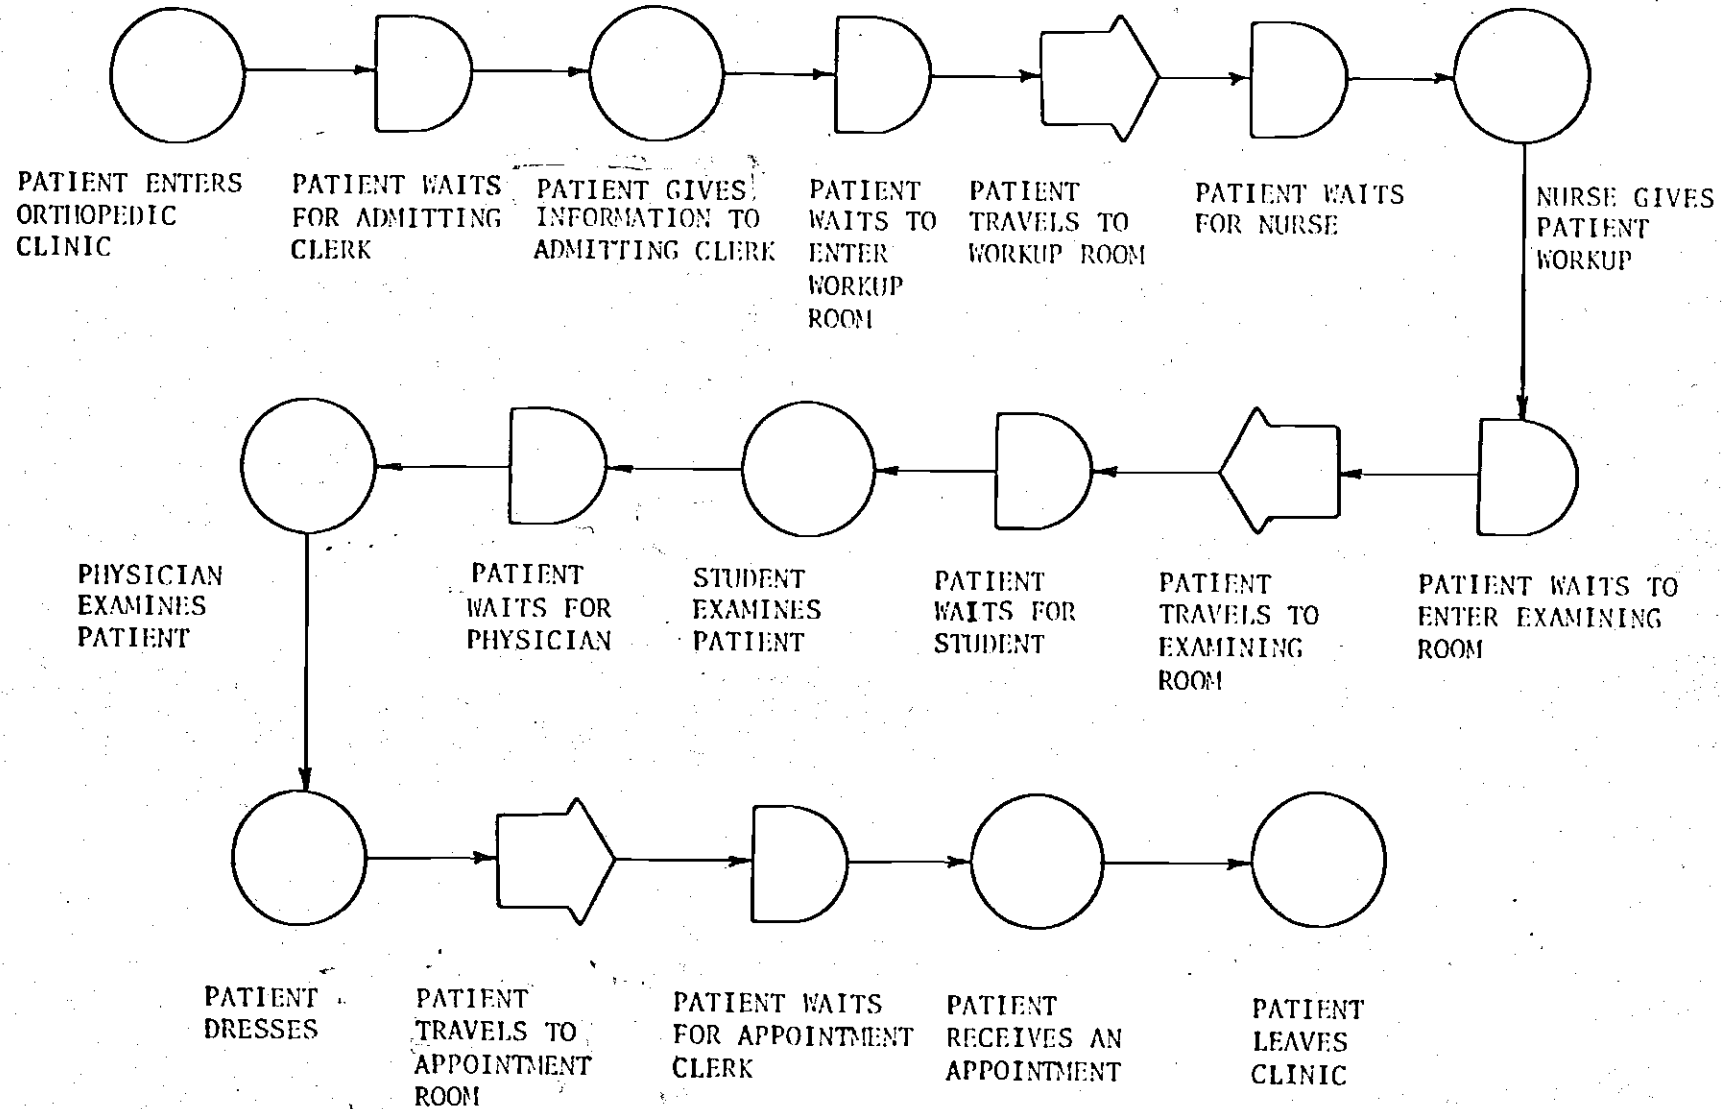 PATIENT ENTERS
ORTHOPEDIC
CLINIC
PATIENT WAITS
FOR ADMITTING
CLERK
PATIENT GIVES
INFORMATION TO
ADMITTING CLERK
PATIENT
WAITS TO
ENTER
WORKUP
ROOM
PATIENT
TRAVELS TO
WORKUP ROOM
PATIENT WAITS
FOR NURSE
NURSE GIVES
PATIENT
WORKUP
PHYSICIAN
EXAMINES
PATIENT
PATIENT
WAITS FOR
PHYSICIAN
STUDENT
EXAMINES
PATIENT
PATIENT
WAITS FOR
STUDENT
PATIENT
TRAVELS TO
EXAMINING
ROOM
PATIENT WAITS TO
ENTER EXAMINING
ROOM
PATIENT
DRESSES
PATIENT
TRAVELS TO
APPOINTMENT
ROOM
PATIENT WAITS
FOR APPOINTMENT
CLERK
PATIENT
RECEIVES AN
APPOINTMENT
PATIENT
LEAVES
CLINIC